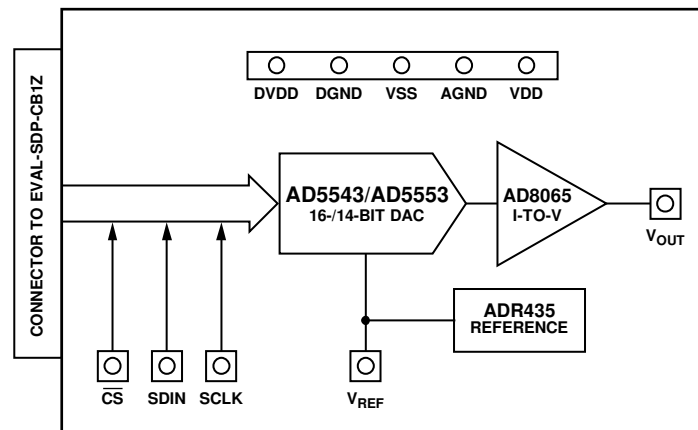 CONNECTOR TO EVAL-SDP-CB1Z
DVDD DGND VSS AGND VDD
AD5543/AD5553
16-/14-BIT DAC
AD8065
I-TO-V
VOUT
ADR435
REFERENCE
CS SDIN SCLK
VREF